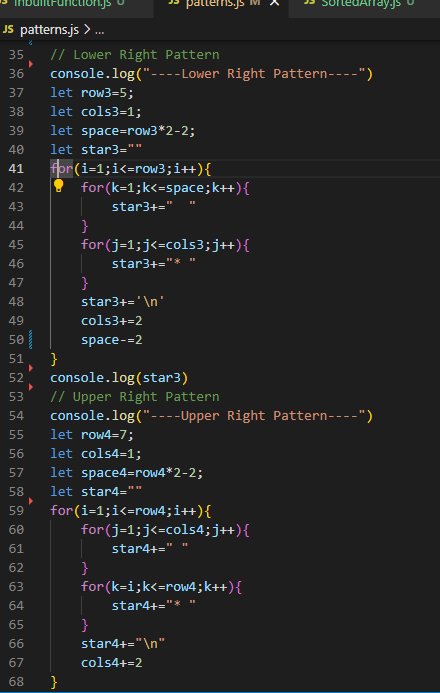 JS InbuiltFunction.js U JS patterns.js M X JS SortedArray.js U
JS patterns.js > ...
35 // Lower Right Pattern
36 console.log("----Lower Right Pattern----")
37 let row3=5;
38 let cols3=1;
39 let space=row3*2-2;
40 let star3=""
41 for(i=1;i<=row3;i++){
42 for(k=1;k<=space;k++){
43 star3+="  "
44 }
45 for(j=1;j<=cols3;j++){
46 star3+="* "
47 }
48 star3+='\n'
49 cols3+=2
50 space-=2
51 }
52 console.log(star3)
53 // Upper Right Pattern
54 console.log("----Upper Right Pattern----")
55 let row4=7;
56 let cols4=1;
57 let space4=row4*2-2;
58 let star4=""
59 for(i=1;i<=row4;i++){
60 for(j=1;j<=cols4;j++){
61 star4+=" "
62 }
63 for(k=i;k<=row4;k++){
64 star4+="* "
65 }
66 star4+="\n"
67 cols4+=2
68 }